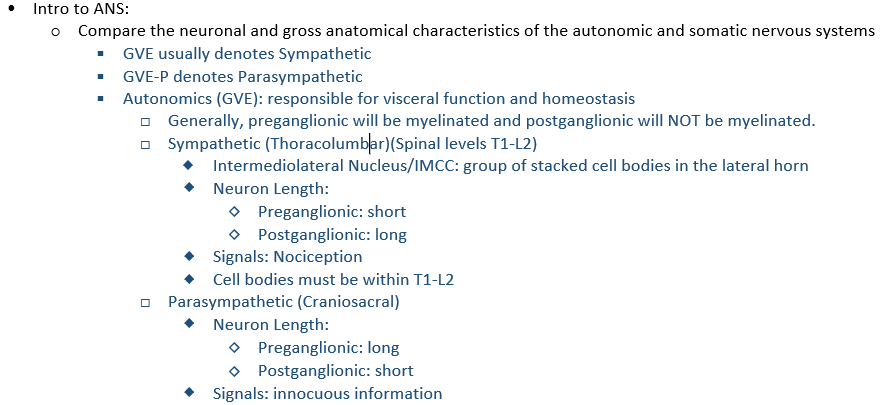 Intro to ANS:
Compare the neuronal and gross anatomical characteristics of the autonomic and somatic nervous systems
GVE usually denotes Sympathetic
GVE-P denotes Parasympathetic
Autonomics (GVE): responsible for visceral function and homeostasis
Generally, preganglionic will be myelinated and postganglionic will NOT be myelinated.
Sympathetic (Thoracolumbar)(Spinal levels T1-L2)
Intermediolateral Nucleus/IMCC: group of stacked cell bodies in the lateral horn
Neuron Length:
Preganglionic: short
Postganglionic: long
Signals: Nociception
Cell bodies must be within T1-L2
Parasympathetic (Craniosacral)
Neuron Length:
Preganglionic: long
Postganglionic: short
Signals: innocuous information